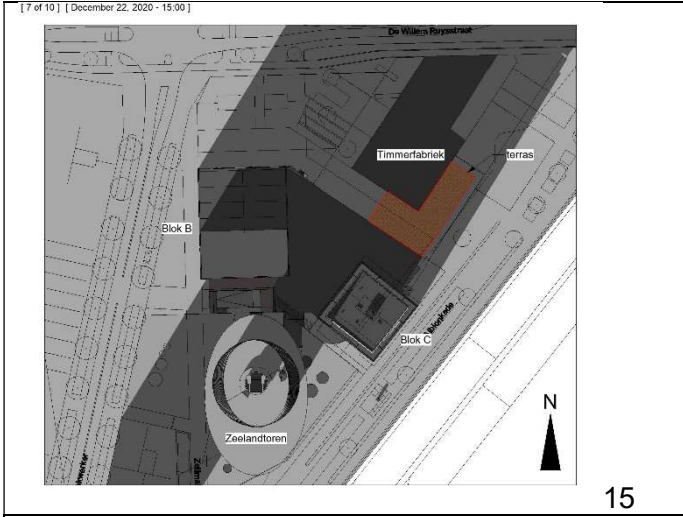 [ 7 of 10 ]  [ December 22, 2020 - 15:00 ]
De Willem Ruysstraat
Timmerfabriek
terras
Blok B
Blok C
Zeelandtoren
N
15